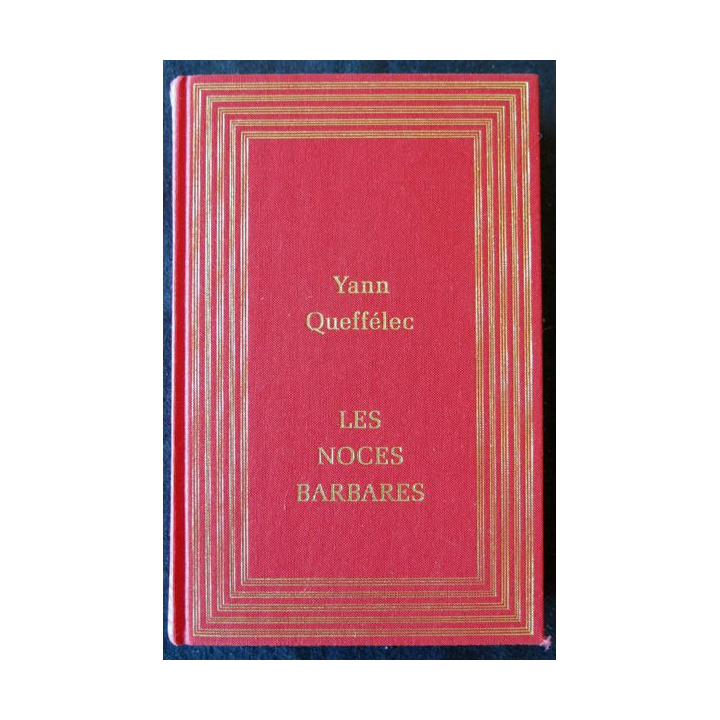 Yann
Queffélec
LES
NOCES
BARBARES